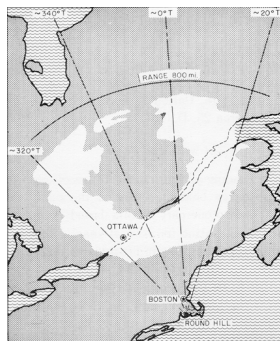 ~340°T
~0°T
~20°T
RANGE 800 mi.
~320°T
OTTAWA
BOSTON
ROUND HILL